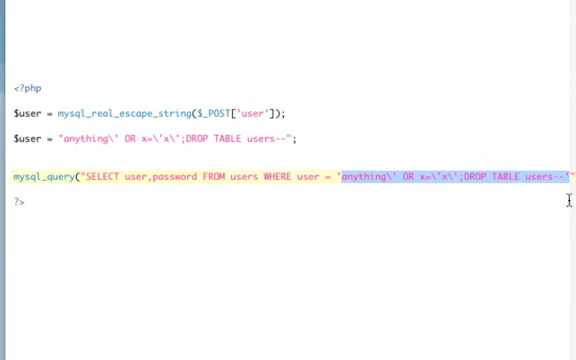 <?php
$user = mysql_real_escape_string($_POST['user']);
$user = "anything\' OR x=\'x\';DROP TABLE users--";
mysql_query("SELECT user,password FROM users WHERE user = 'anything\' OR x=\'x\';DROP TABLE users--'"
?>